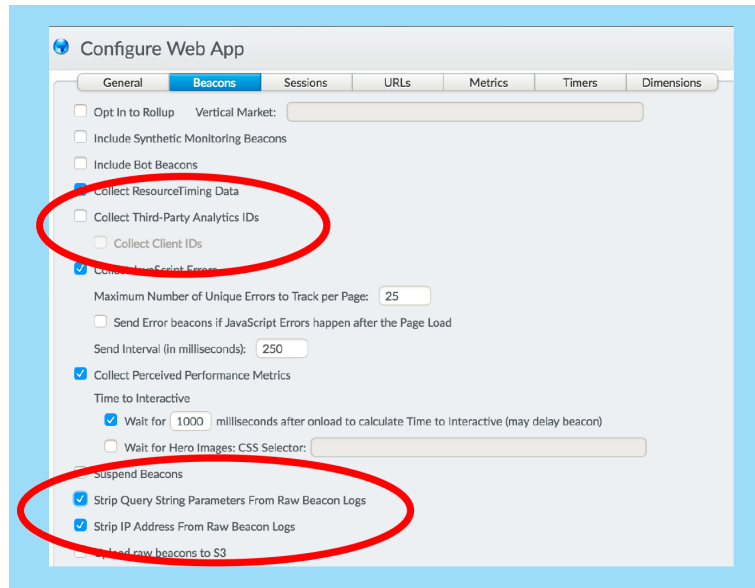 Configure Web App
General Beacons Sessions URLs Metrics Timers Dimensions
Opt In to Rollup Vertical Market:
Include Synthetic Monitoring Beacons
Include Bot Beacons
Collect ResourceTiming Data
Collect Third-Party Analytics IDs
Collect Client IDs
Collect JavaScript Errors
Maximum Number of Unique Errors to Track per Page: 25
Send Error beacons if JavaScript Errors happen after the Page Load
Send Interval (in milliseconds): 250
Collect Perceived Performance Metrics
Time to Interactive
Wait for 1000 milliseconds after onload to calculate Time to Interactive (may delay beacon)
Wait for Hero Images: CSS Selector:
Suspend Beacons
Strip Query String Parameters From Raw Beacon Logs
Strip IP Address From Raw Beacon Logs
Upload raw beacons to S3